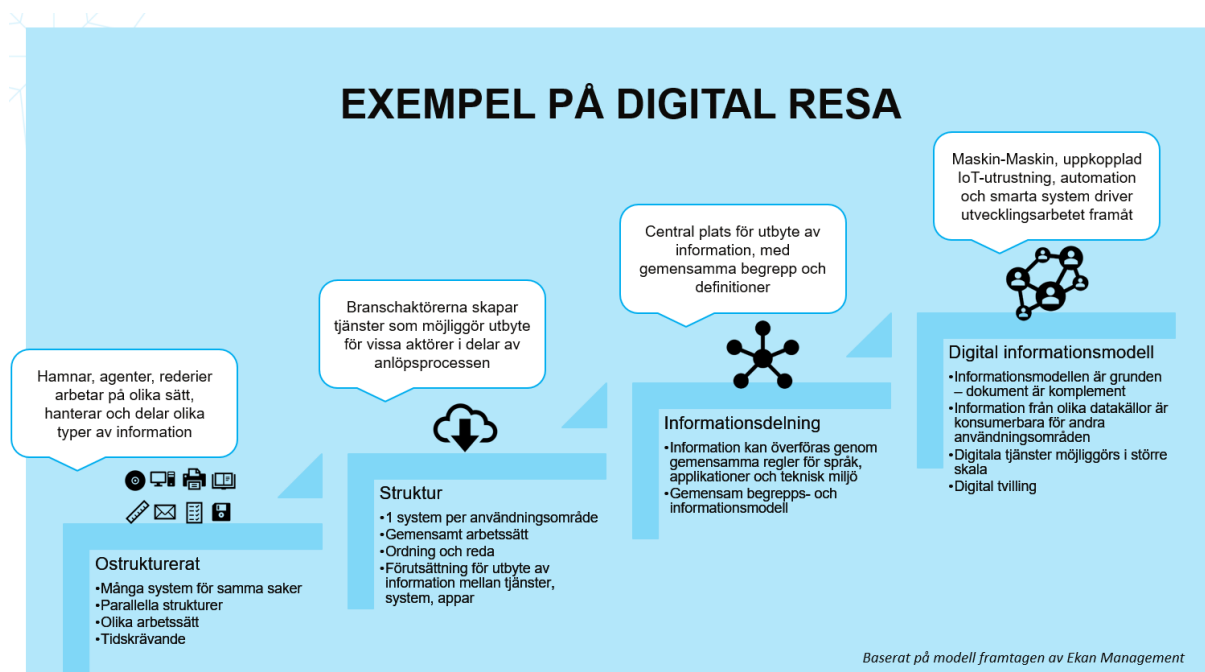 EXEMPEL PÅ DIGITAL RESA
Hamnar, agenter, rederier
arbetar på olika sätt,
hanterar och delar olika
typer av information
Ostrukturerat
•Många system för samma saker
•Parallella strukturer
•Olika arbetssätt
•Tidskrävande
Branschaktörerna skapar
tjänster som möjliggör utbyte
för vissa aktörer i delar av
anlöpsprocessen
Struktur
•1 system per användningsområde
•Gemensamt arbetssätt
•Ordning och reda
•Förutsättning för utbyte av
information mellan tjänster,
system, appar
Central plats för utbyte av
information, med
gemensamma begrepp och
definitioner
Informationsdelning
•Information kan överföras genom
gemensamma regler för språk,
applikationer och teknisk miljö
•Gemensam begrepps- och
informationsmodell
Maskin-Maskin, uppkopplad
IoT-utrustning, automation
och smarta system driver
utvecklingsarbetet framåt
Digital informationsmodell
•Informationsmodellen är grunden
– dokument är komplement
•Information från olika datakällor är
konsumerbara för andra
användningsområden
•Digitala tjänster möjliggörs i större
skala
•Digital tvilling
Baserat på modell framtagen av Ekan Management